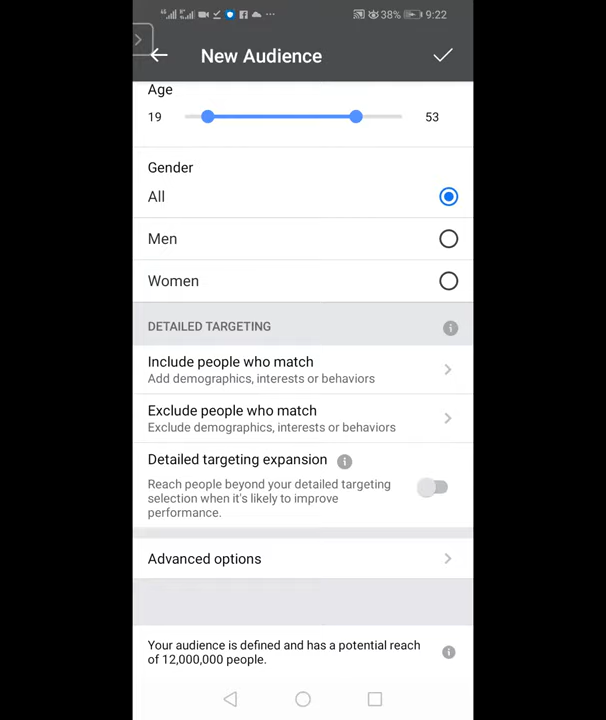 38% 9:22
New Audience
Age
19 53
Gender
All
Men
Women
DETAILED TARGETING
Include people who match
Add demographics, interests or behaviors
Exclude people who match
Exclude demographics, interests or behaviors
Detailed targeting expansion
Reach people beyond your detailed targeting
selection when it's likely to improve
performance.
Advanced options
Your audience is defined and has a potential reach
of 12,000,000 people.